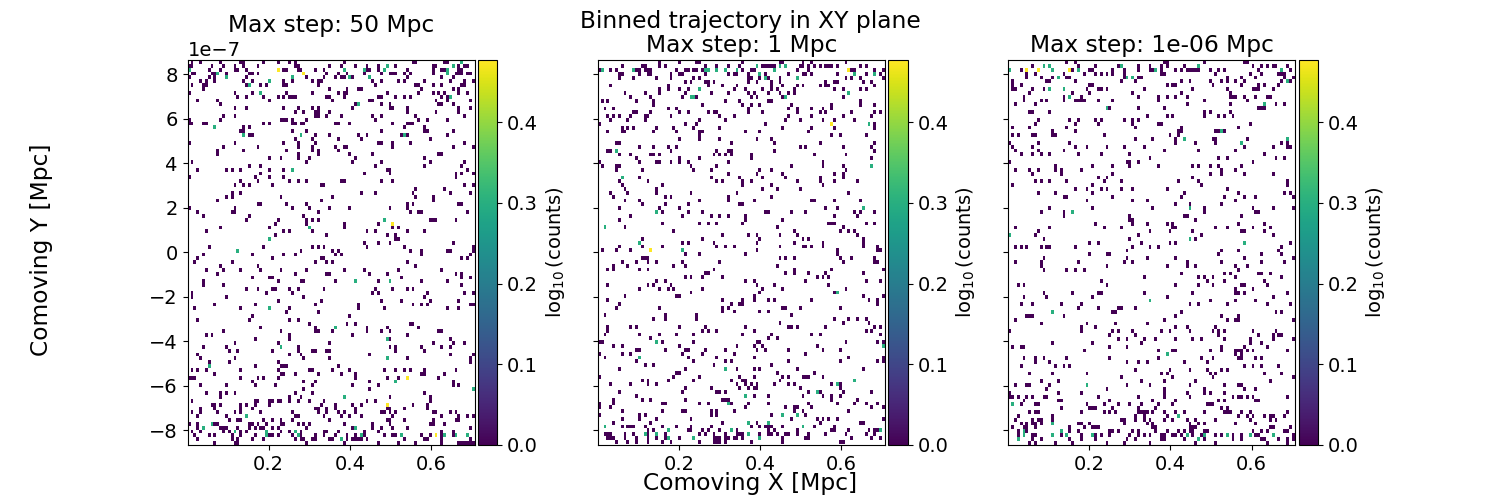 Binned trajectory in XY plane
Max step: 50 Mpc
Max step: 1 Mpc
Max step: 1e-06 Mpc
1e−7
Comoving Y [Mpc]
8
6
4
2
0
−2
−4
−6
−8
0.2 0.4 0.6
0.4
0.3
0.2
0.1
0.0
log₁₀(counts)
0.2 0.4 0.6
0.4
0.3
0.2
0.1
0.0
log₁₀(counts)
0.2 0.4 0.6
0.4
0.3
0.2
0.1
0.0
log₁₀(counts)
Comoving X [Mpc]